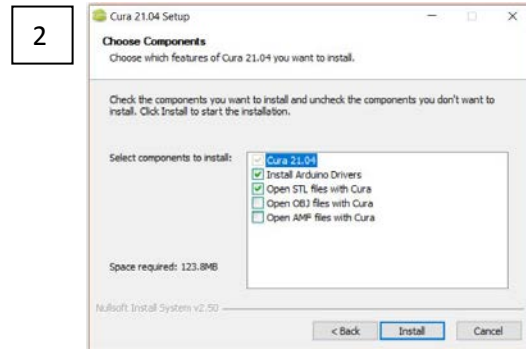 2
Cura 21.04 Setup
Choose Components
Choose which features of Cura 21.04 you want to install.
Check the components you want to install and uncheck the components you don't want to
install. Click Install to start the installation.
Select components to install:
Cura 21.04
Install Arduino Drivers
Open STL files with Cura
Open OBJ files with Cura
Open AMF files with Cura
Space required: 123.8MB
Nullsoft Install System v2.50
< Back Install Cancel